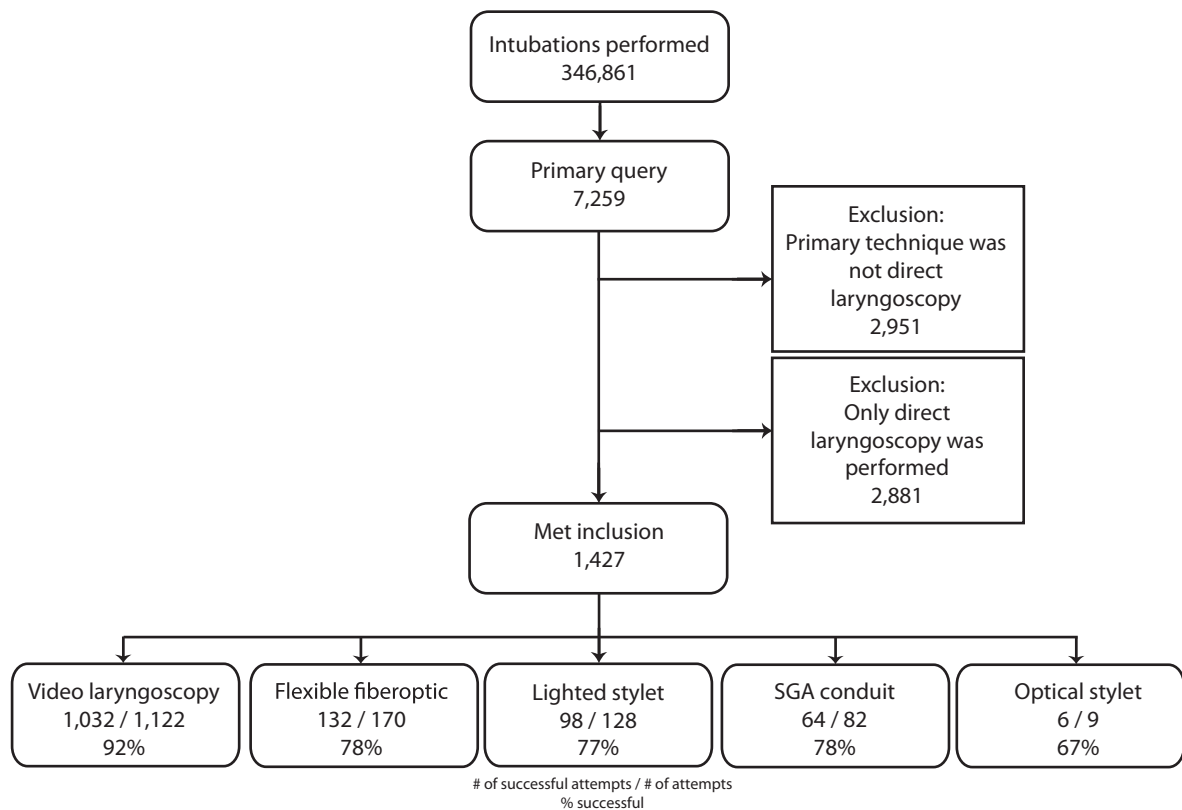 Intubations performed
346,861
Primary query
7,259
Exclusion:
Primary technique was
not direct
laryngoscopy
2,951
Exclusion:
Only direct
laryngoscopy was
performed
2,881
Met inclusion
1,427
Video laryngoscopy
1,032 / 1,122
92%
Flexible fiberoptic
132 / 170
78%
Lighted stylet
98 / 128
77%
SGA conduit
64 / 82
78%
Optical stylet
6 / 9
67%
# of successful attempts / # of attempts
% successful